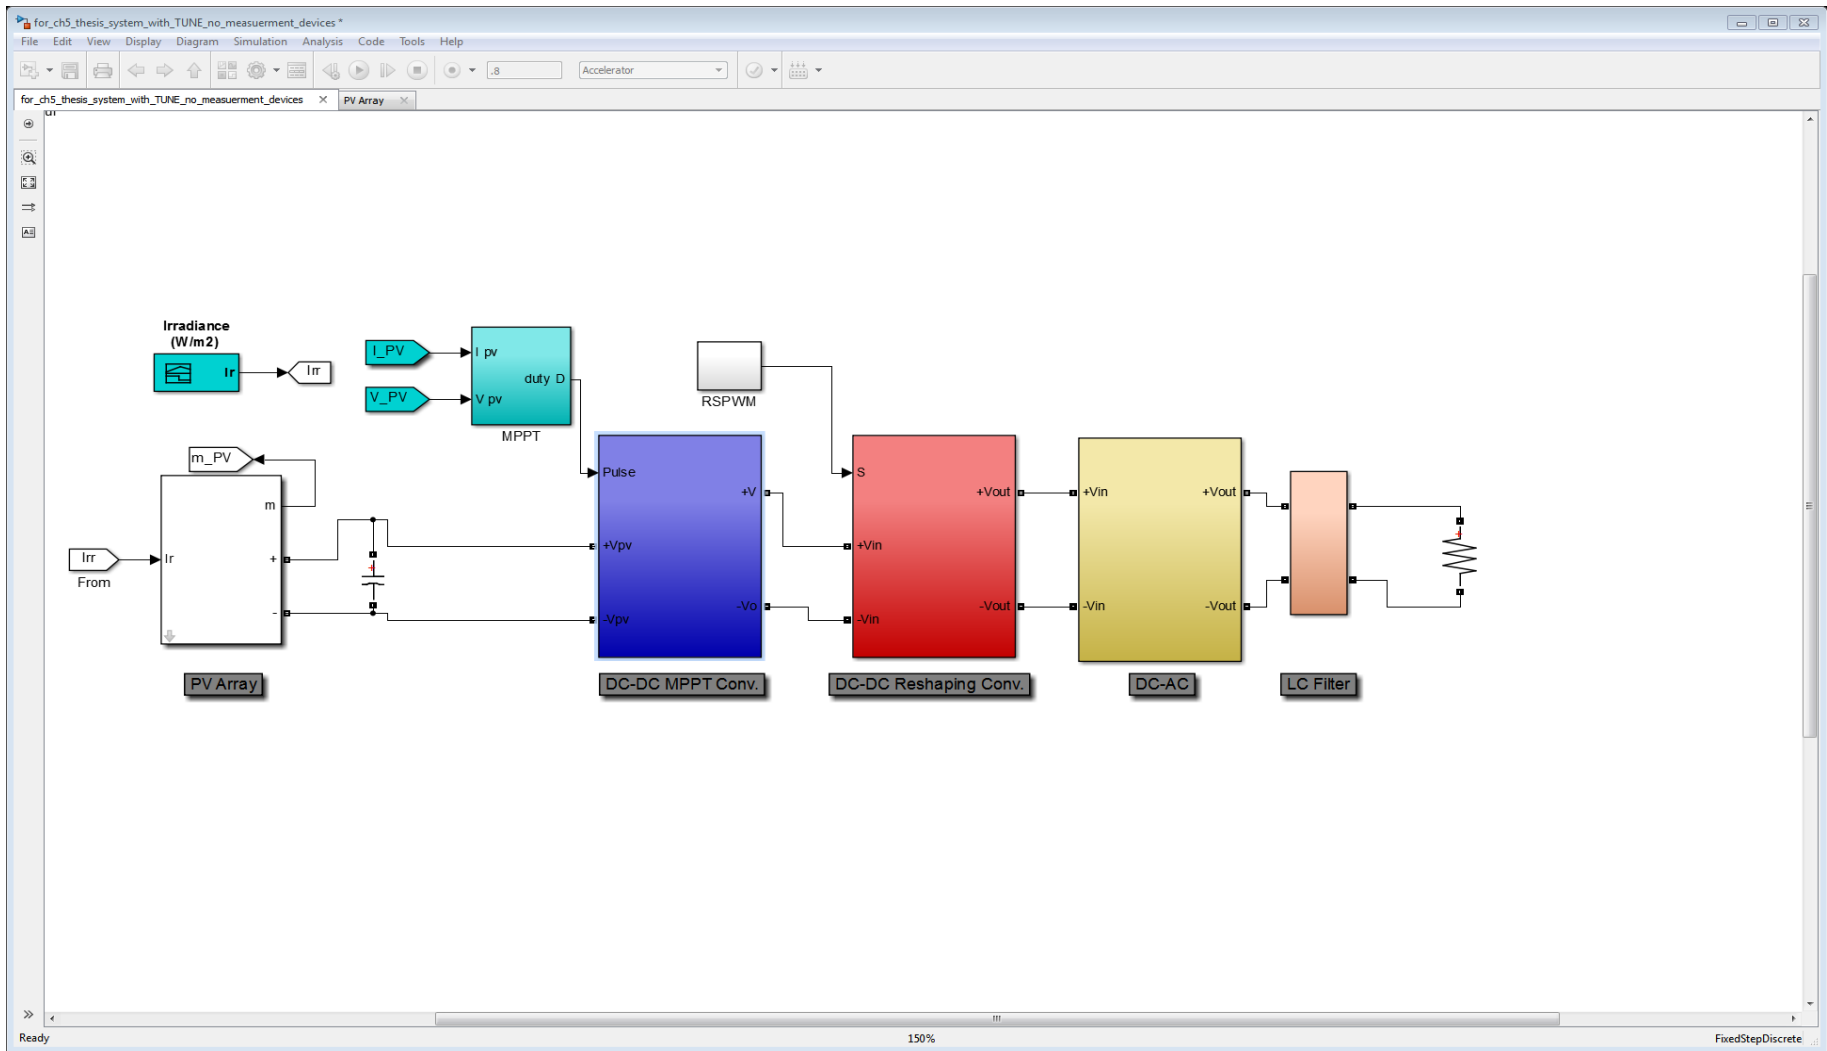 for_ch5_thesis_system_with_TUNE_no_measuerment_devices *
File Edit View Display Diagram Simulation Analysis Code Tools Help
.8 Accelerator
for_ch5_thesis_system_with_TUNE_no_measuerment_devices PV Array
Irradiance
(W/m2)
Ir
Irr
I_PV
V_PV
I pv
V pv
duty D
MPPT
RSPWM
m_PV
Irr
From
Ir
m
+
-
+
PV Array
Pulse
+Vpv
-Vpv
+V
-Vo
DC-DC MPPT Conv.
S
+Vin
-Vin
+Vout
-Vout
DC-DC Reshaping Conv.
+Vin
-Vin
+Vout
-Vout
DC-AC
LC Filter
+
Ready 150% FixedStepDiscrete